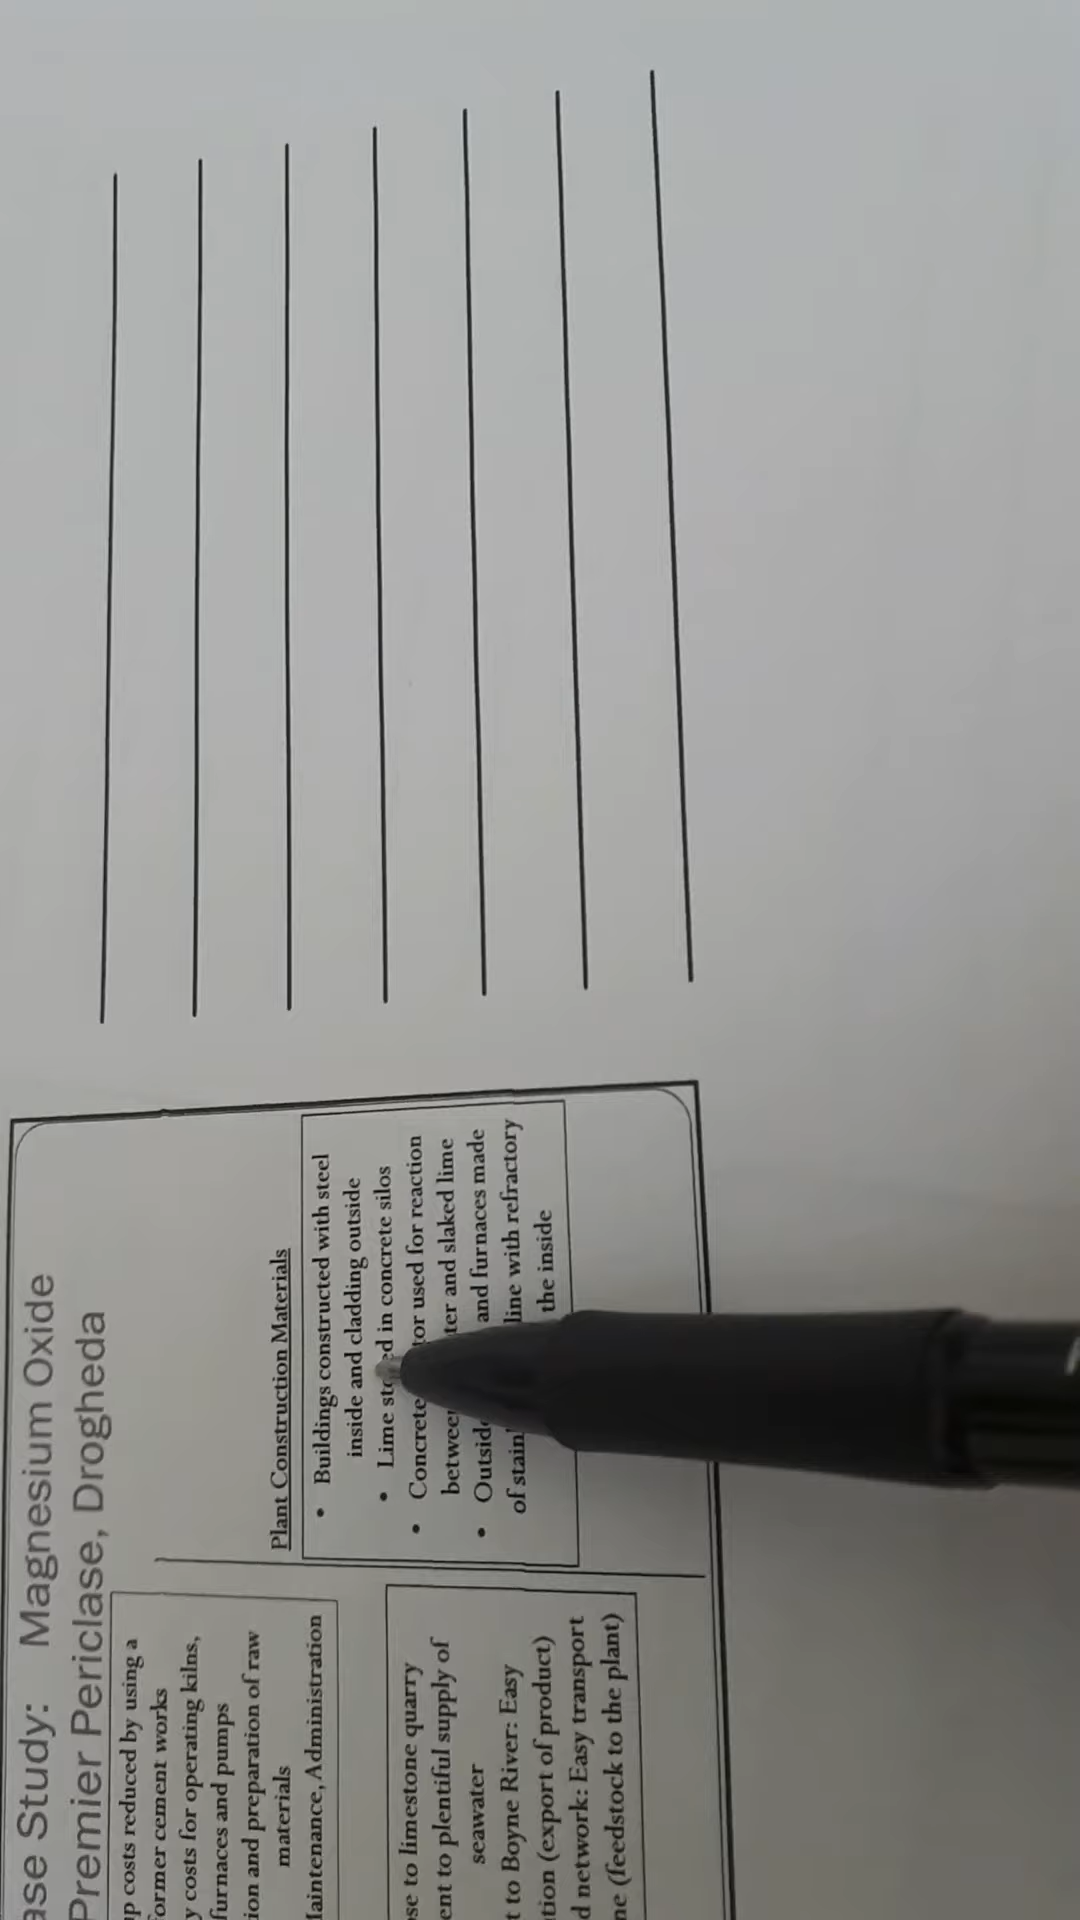 ase Study: Magnesium Oxide
Premier Periclase, Drogheda
p costs reduced by using a
former cement works
y costs for operating kilns,
furnaces and pumps
ion and preparation of raw
materials
Maintenance, Administration
se to limestone quarry
ent to plentiful supply of
seawater
t to Boyne River: Easy
tion (export of product)
d network: Easy transport
ne (feedstock to the plant)
Plant Construction Materials
• Buildings constructed with steel
inside and cladding outside
• Lime sto ed in concrete silos
• Concrete tor used for reaction
betwee ter and slaked lime
• Outside and furnaces made
of stain line with refractory
the inside